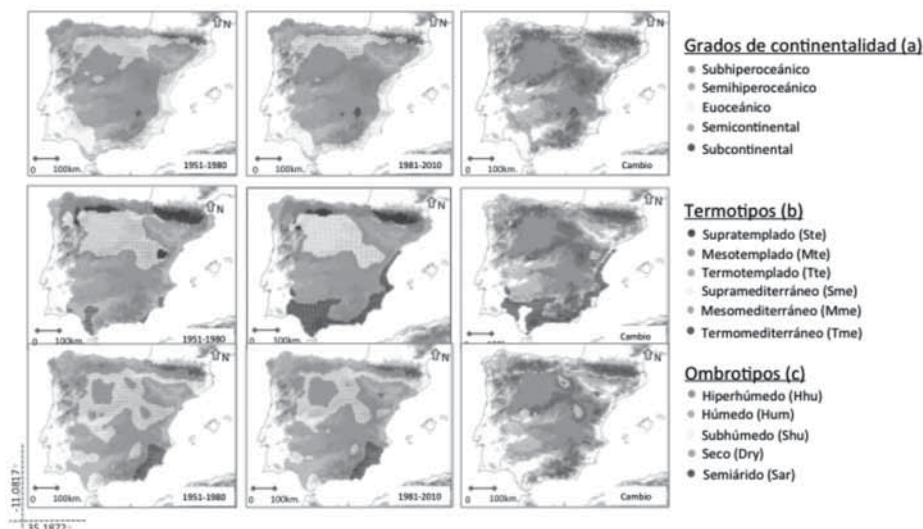 N
1951-1980
0 100km.
N
1981-2010
0 100km.
N
Cambio
0 100km.
Grados de continentalidad (a)
Subhiperoceánico
Semihiperoceánico
Euoceánico
Semicontinental
Subcontinental
N
1951-1980
0 100km.
N
0 100km.
N
Cambio
0 100km.
Termotipos (b)
Supratemplado (Ste)
Mesotemplado (Mte)
Termotemplado (Tte)
Supramediterráneo (Sme)
Mesomediterráneo (Mme)
Termomediterráneo (Tme)
N
1951-1980
0 100km.
N
1981-2010
0 100km.
N
Cambio
0 100km.
Ombrotipos (c)
Hiperhúmedo (Hhu)
Húmedo (Hum)
Subhúmedo (Shu)
Seco (Dry)
Semiárido (Sar)
-11.0817
35.1872